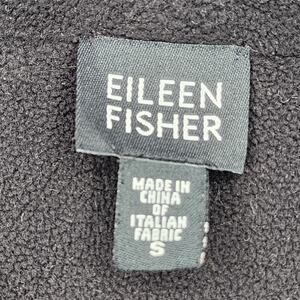 EILEEN
FISHER
MADE IN
CHINA
OF
ITALIAN
FABRIC
S